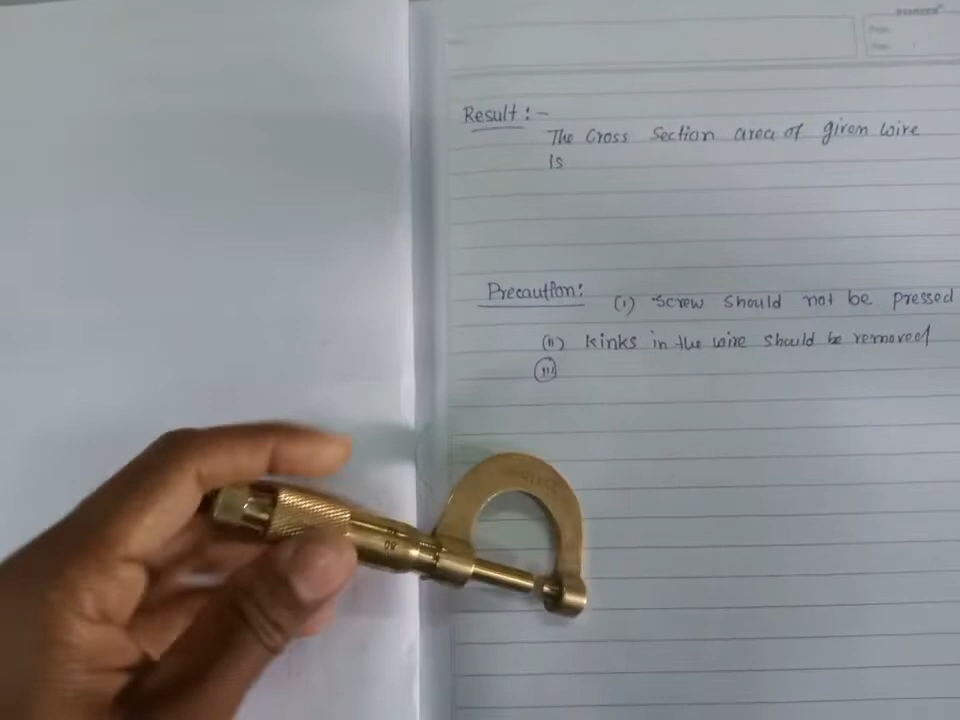 Result :-
The Cross Section area of given wire
is
Precaution:
(i) Screw should not be pressed
(ii) kinks in the wire should be removed
(iii)
80